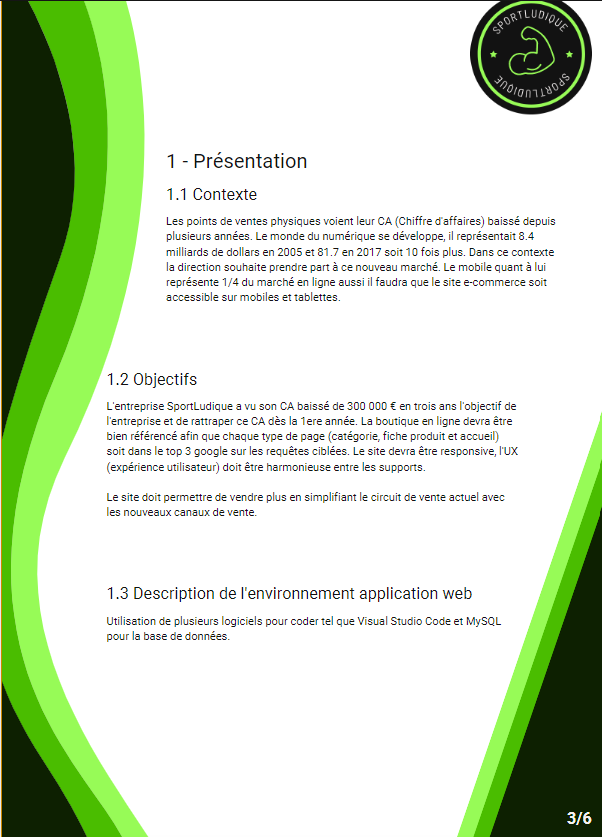 SPORTLUDIQUE
SPORTLUDIQUE
1 - Présentation
1.1 Contexte
Les points de ventes physiques voient leur CA (Chiffre d'affaires) baissé depuis
plusieurs années. Le monde du numérique se développe, il représentait 8.4
milliards de dollars en 2005 et 81.7 en 2017 soit 10 fois plus. Dans ce contexte
la direction souhaite prendre part à ce nouveau marché. Le mobile quant à lui
représente 1/4 du marché en ligne aussi il faudra que le site e-commerce soit
accessible sur mobiles et tablettes.
1.2 Objectifs
L'entreprise SportLudique a vu son CA baissé de 300 000 € en trois ans l'objectif de
l'entreprise et de rattraper ce CA dès la 1ere année. La boutique en ligne devra être
bien référencé afin que chaque type de page (catégorie, fiche produit et accueil)
soit dans le top 3 google sur les requêtes ciblées. Le site devra être responsive, l'UX
(expérience utilisateur) doit être harmonieuse entre les supports.
Le site doit permettre de vendre plus en simplifiant le circuit de vente actuel avec
les nouveaux canaux de vente.
1.3 Description de l'environnement application web
Utilisation de plusieurs logiciels pour coder tel que Visual Studio Code et MySQL
pour la base de données.
3/6